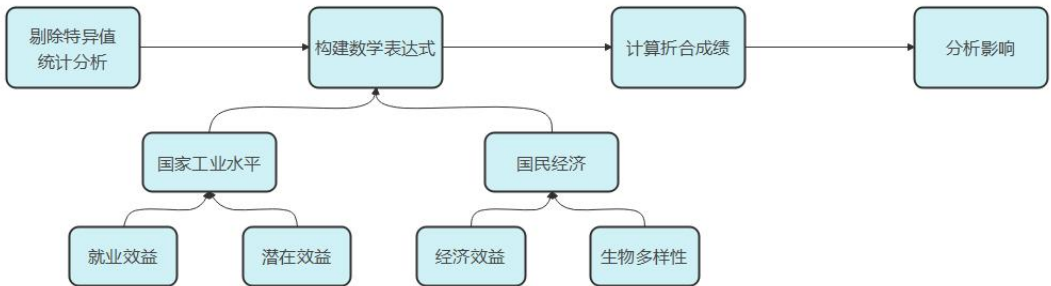 剔除特异值
统计分析
构建数学表达式
计算折合成绩
分析影响
国家工业水平
国民经济
就业效益
潜在效益
经济效益
生物多样性